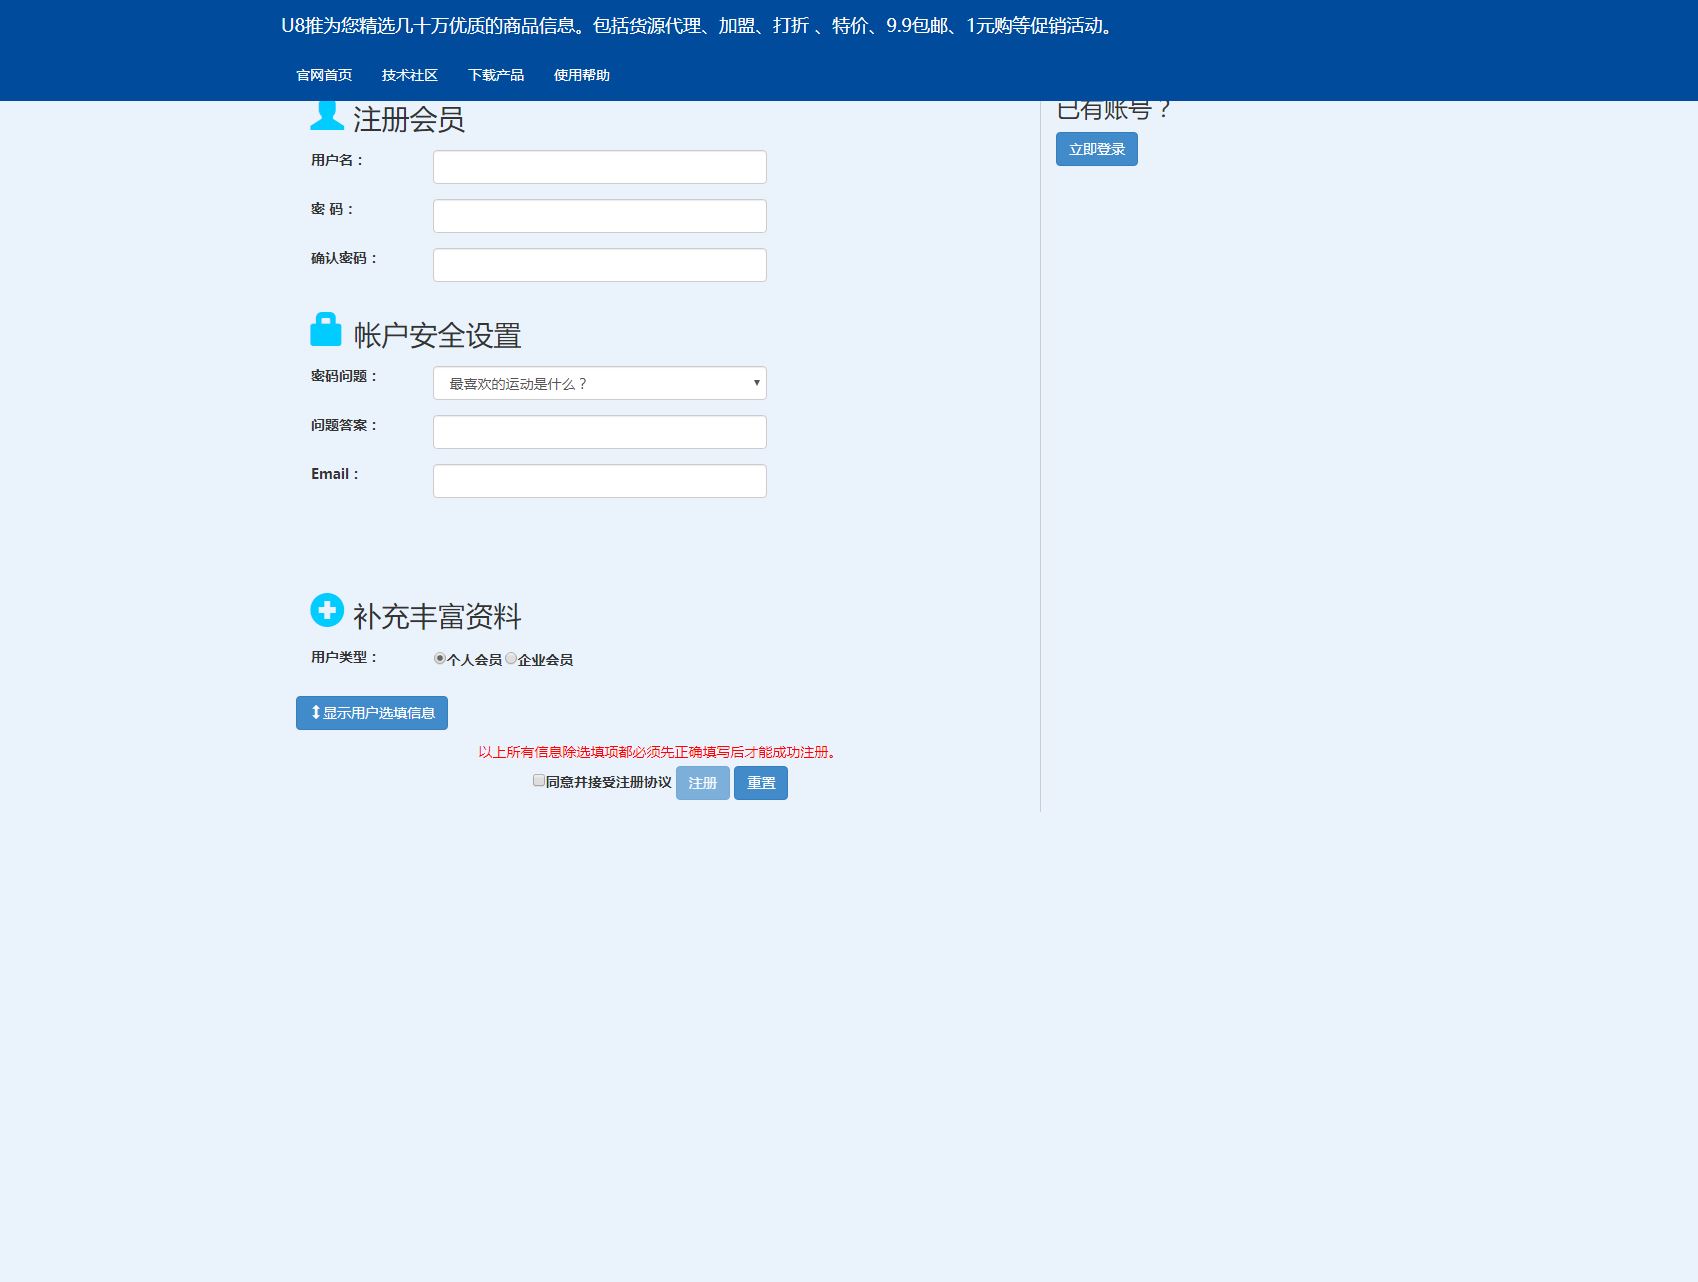 U8推为您精选几十万优质的商品信息。包括货源代理、加盟、打折 、特价、9.9包邮、1元购等促销活动。
官网首页 技术社区 下载产品 使用帮助
注册会员
用户名：
密 码：
确认密码：
帐户安全设置
密码问题： 最喜欢的运动是什么？
问题答案：
Email：
补充丰富资料
用户类型： 个人会员 企业会员
显示用户选填信息
以上所有信息除选填项都必须先正确填写后才能成功注册。
同意并接受注册协议 注册 重置
已有账号？
立即登录